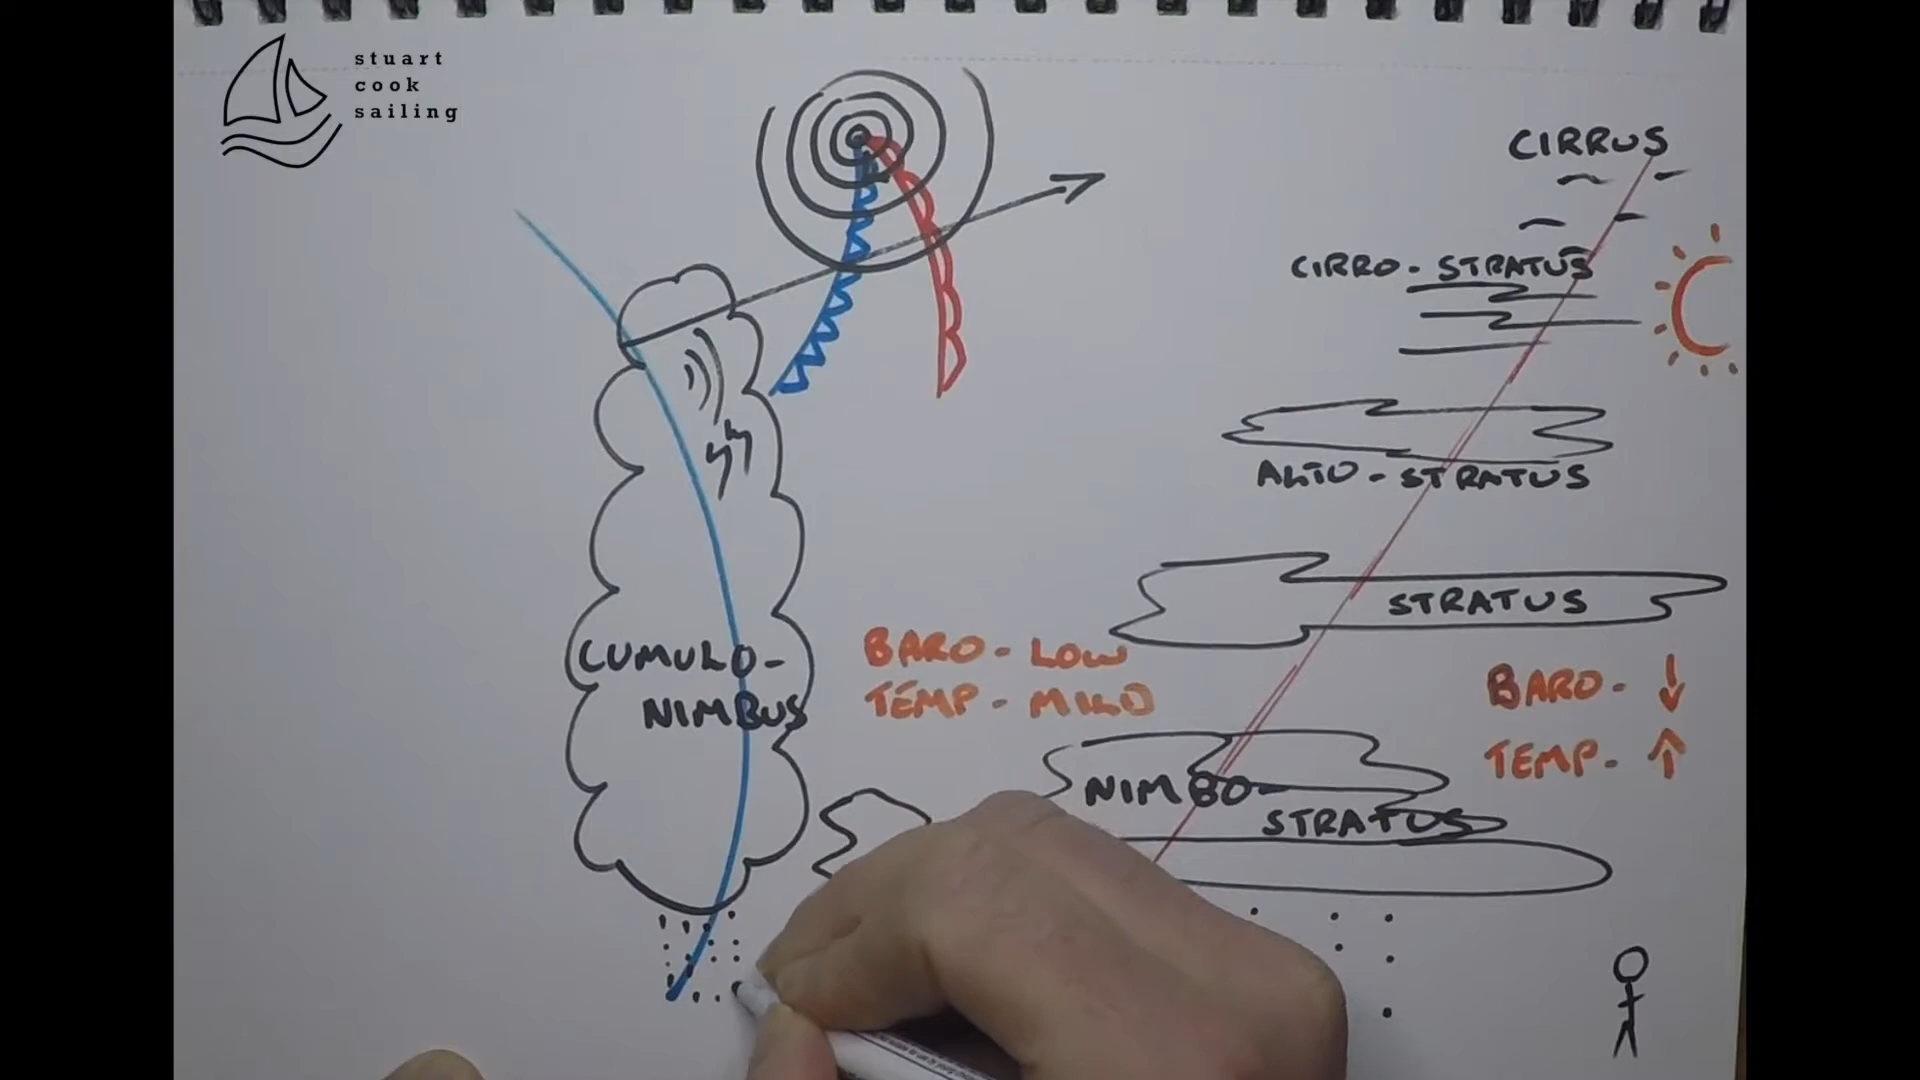 stuart
cook
sailing
CIRRUS
CIRRO - STRATUS
ALTO - STRATUS
STRATUS
CUMULO -
NIMBUS
BARO - LOW
TEMP - MILD
BARO - ↓
TEMP - ↑
NIMBO -
STRATUS